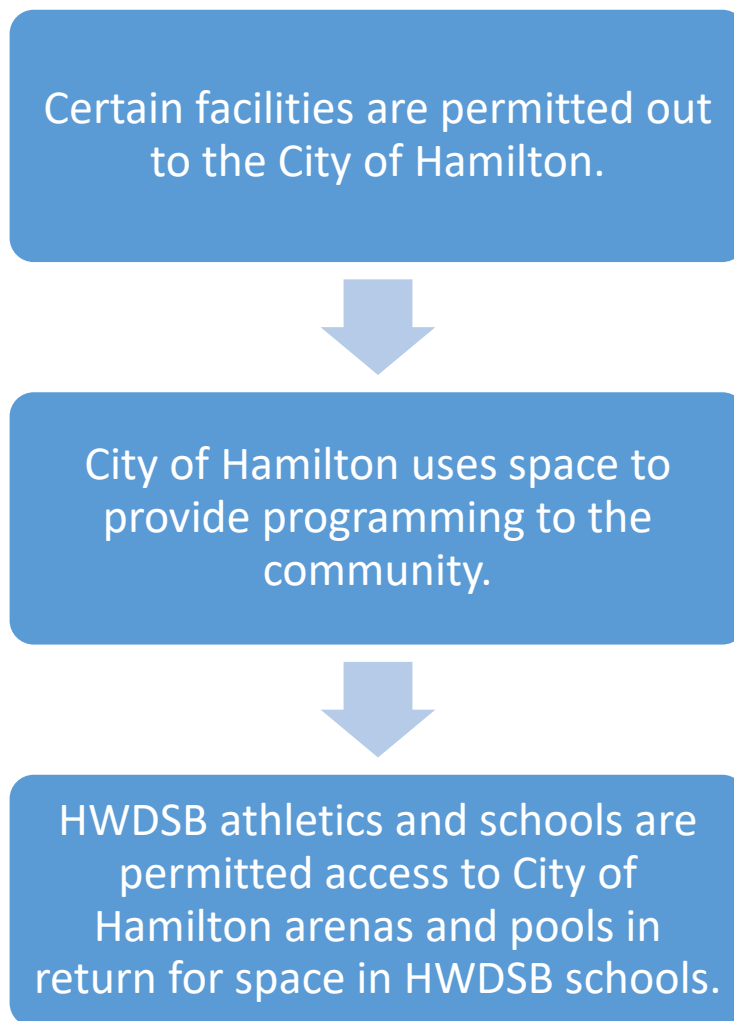 Certain facilities are permitted out
to the City of Hamilton.
City of Hamilton uses space to
provide programming to the
community.
HWDSB athletics and schools are
permitted access to City of
Hamilton arenas and pools in
return for space in HWDSB schools.